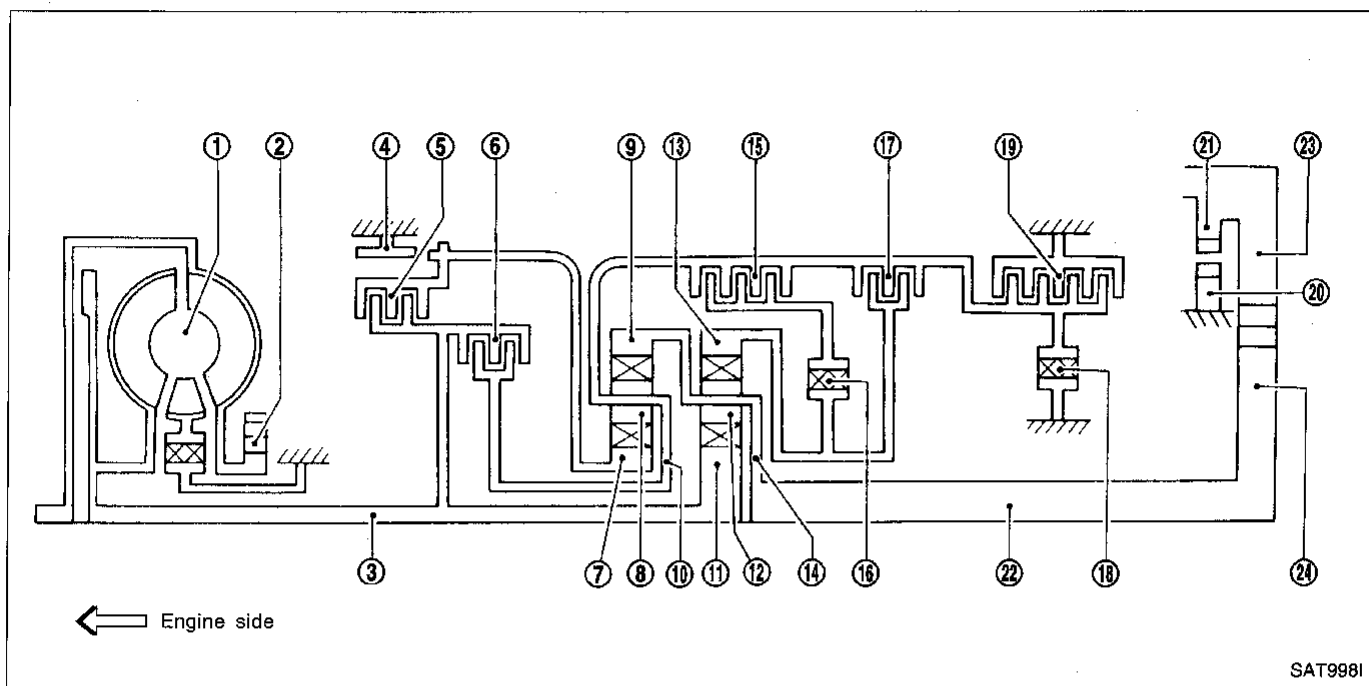 ① ② ④ ⑤ ⑥ ⑨ ⑬ ⑮ ⑰ ⑲ ㉑ ㉓
⑳
③ ⑦ ⑧ ⑩ ⑪ ⑫ ⑭ ⑯ ㉒ ⑱ ㉔
Engine side
SAT998I